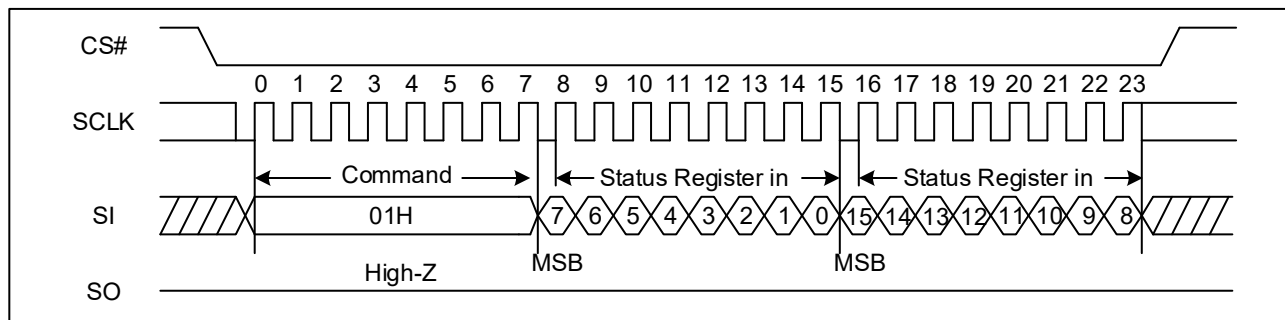 CS#
0 1 2 3 4 5 6 7 8 9 10 11 12 13 14 15 16 17 18 19 20 21 22 23
SCLK
Command Status Register in Status Register in
SI 01H 7 6 5 4 3 2 1 0 15 14 13 12 11 10 9 8
MSB MSB
High-Z
SO